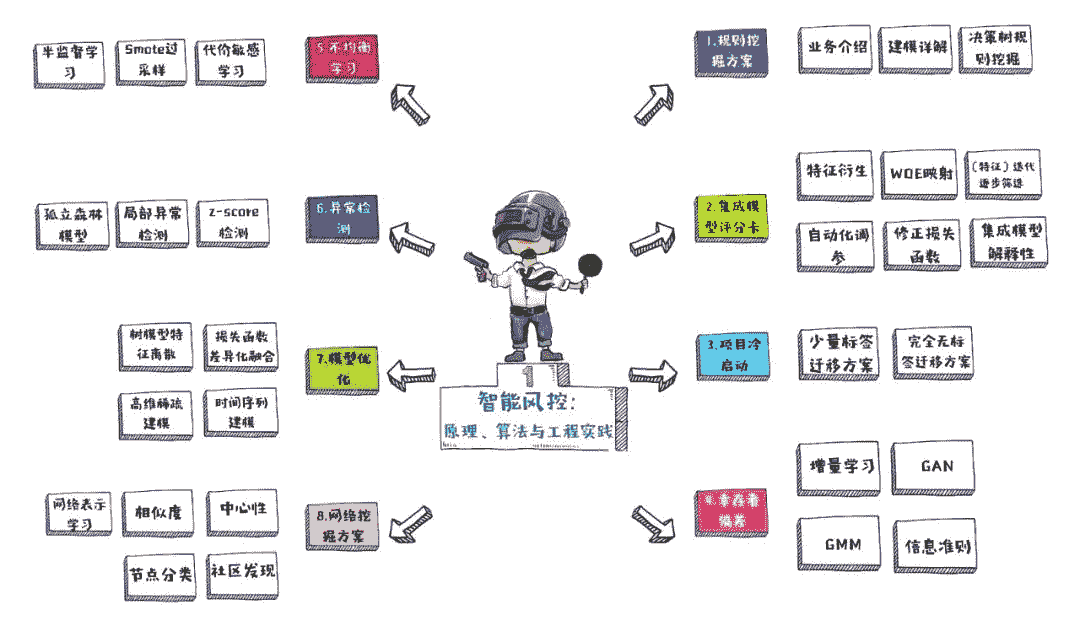 1.规则挖
掘方案
业务介绍
建模详解
决策树规
则挖掘
2.集成模
型评分卡
特征衍生
WOE映射
(特征)迭代
逐步筛选
自动化调
参
修正损失
函数
集成模型
解释性
3.项目冷
启动
少量标签
迁移方案
完全无标
签迁移方案
4.幸存者
偏差
增量学习
GAN
GMM
信息准则
5.不均衡
学习
半监督学
习
Smote过
采样
代价敏感
学习
6.异常检
测
孤立森林
模型
局部异常
检测
z-score
检测
7.模型优
化
树模型特
征离散
损失函数
差异化融合
高维稀疏
建模
时间序列
建模
8.网络挖
掘方案
网络表示
学习
相似度
中心性
节点分类
社区发现
1
智能风控:
原理、算法与工程实践